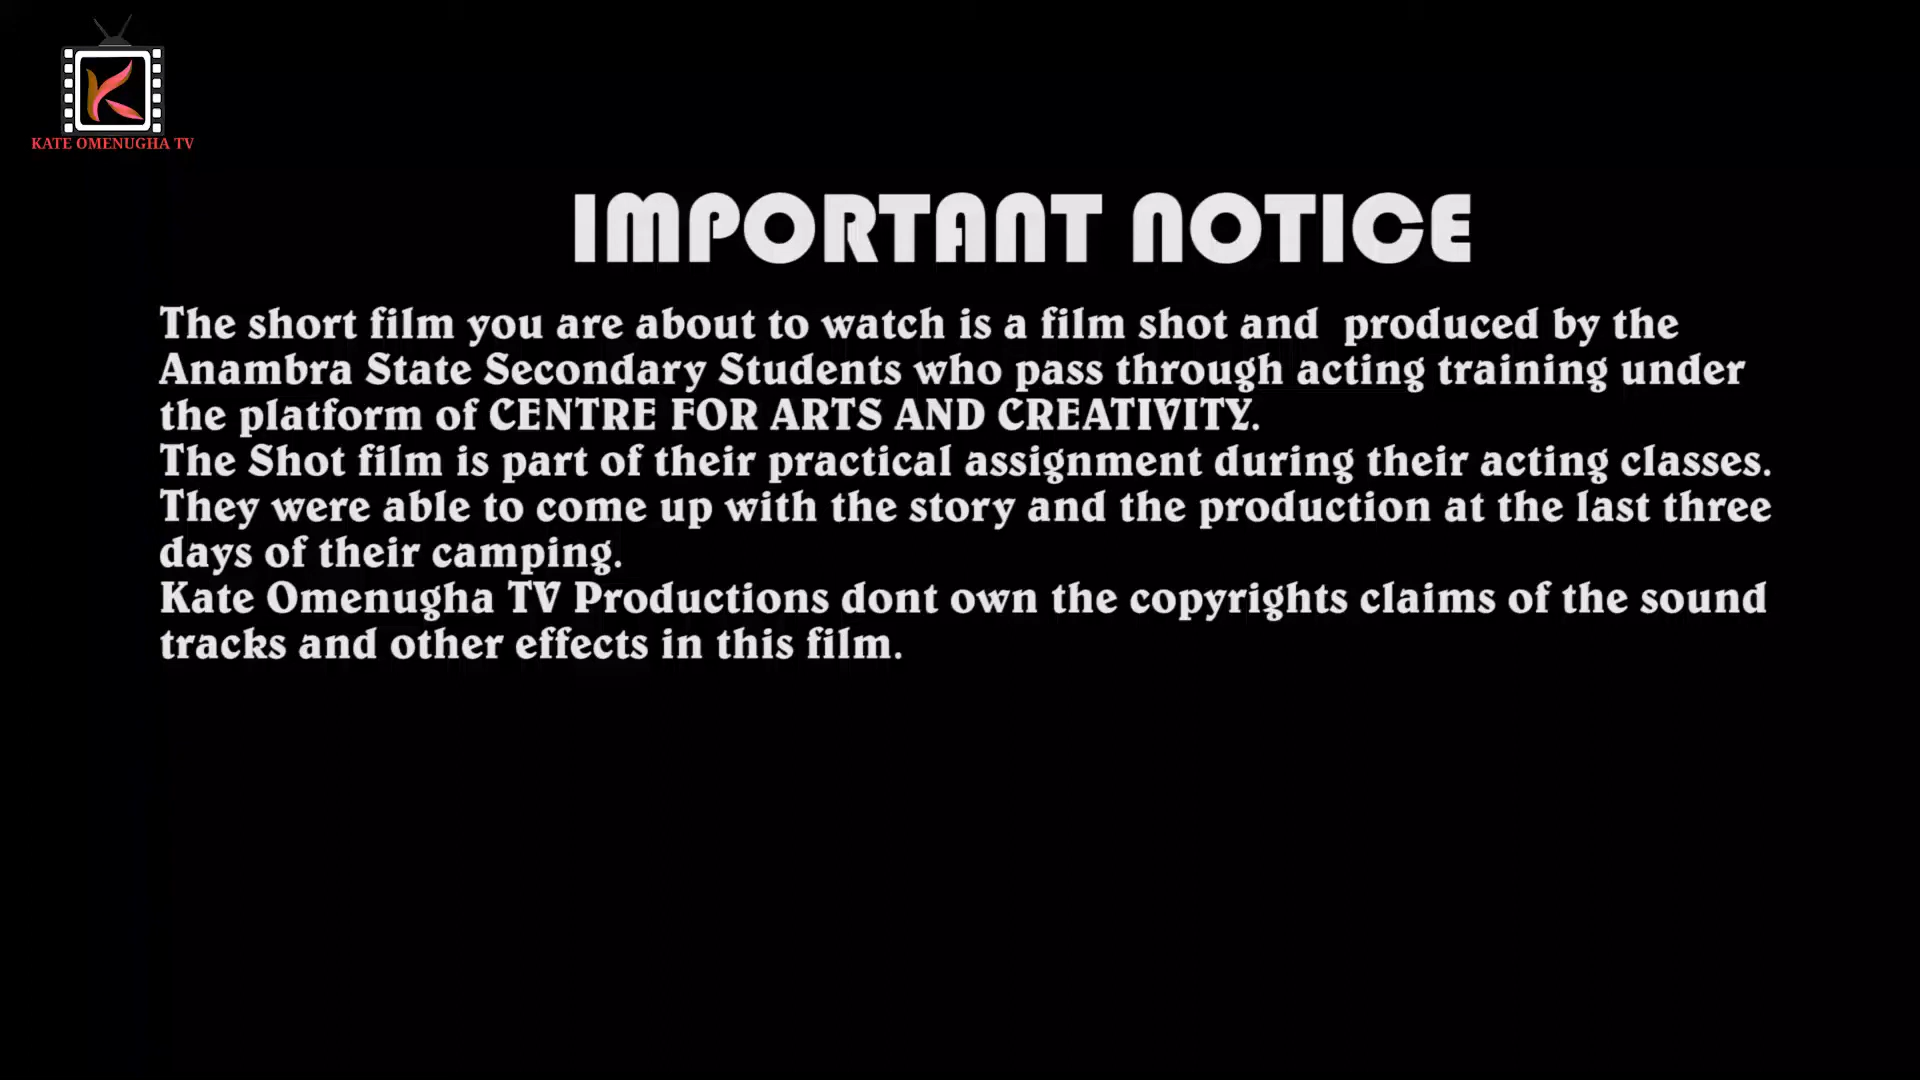 KATE OMENUGHA TV
IMPORTANT NOTICE
The short film you are about to watch is a film shot and  produced by the
Anambra State Secondary Students who pass through acting training under
the platform of CENTRE FOR ARTS AND CREATIVITY.
The Shot film is part of their practical assignment during their acting classes.
They were able to come up with the story and the production at the last three
days of their camping.
Kate Omenugha TV Productions dont own the copyrights claims of the sound
tracks and other effects in this film.